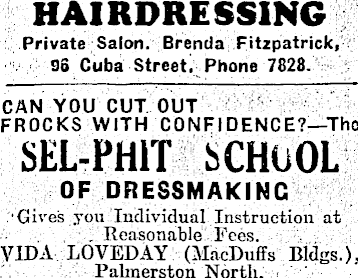 HAIRDRESSING
Private Salon. Brenda Fitzpatrick,
96 Cuba Street. Phone 7828.
CAN YOU CUT OUT
FROCKS WITH CONFIDENCE?—The
SEL-PHIT SCHOOL
OF DRESSMAKING
Gives you Individual Instruction at
Reasonable Fees.
VIDA LOVEDAY (MacDuffs Bldgs.),
Palmerston North.